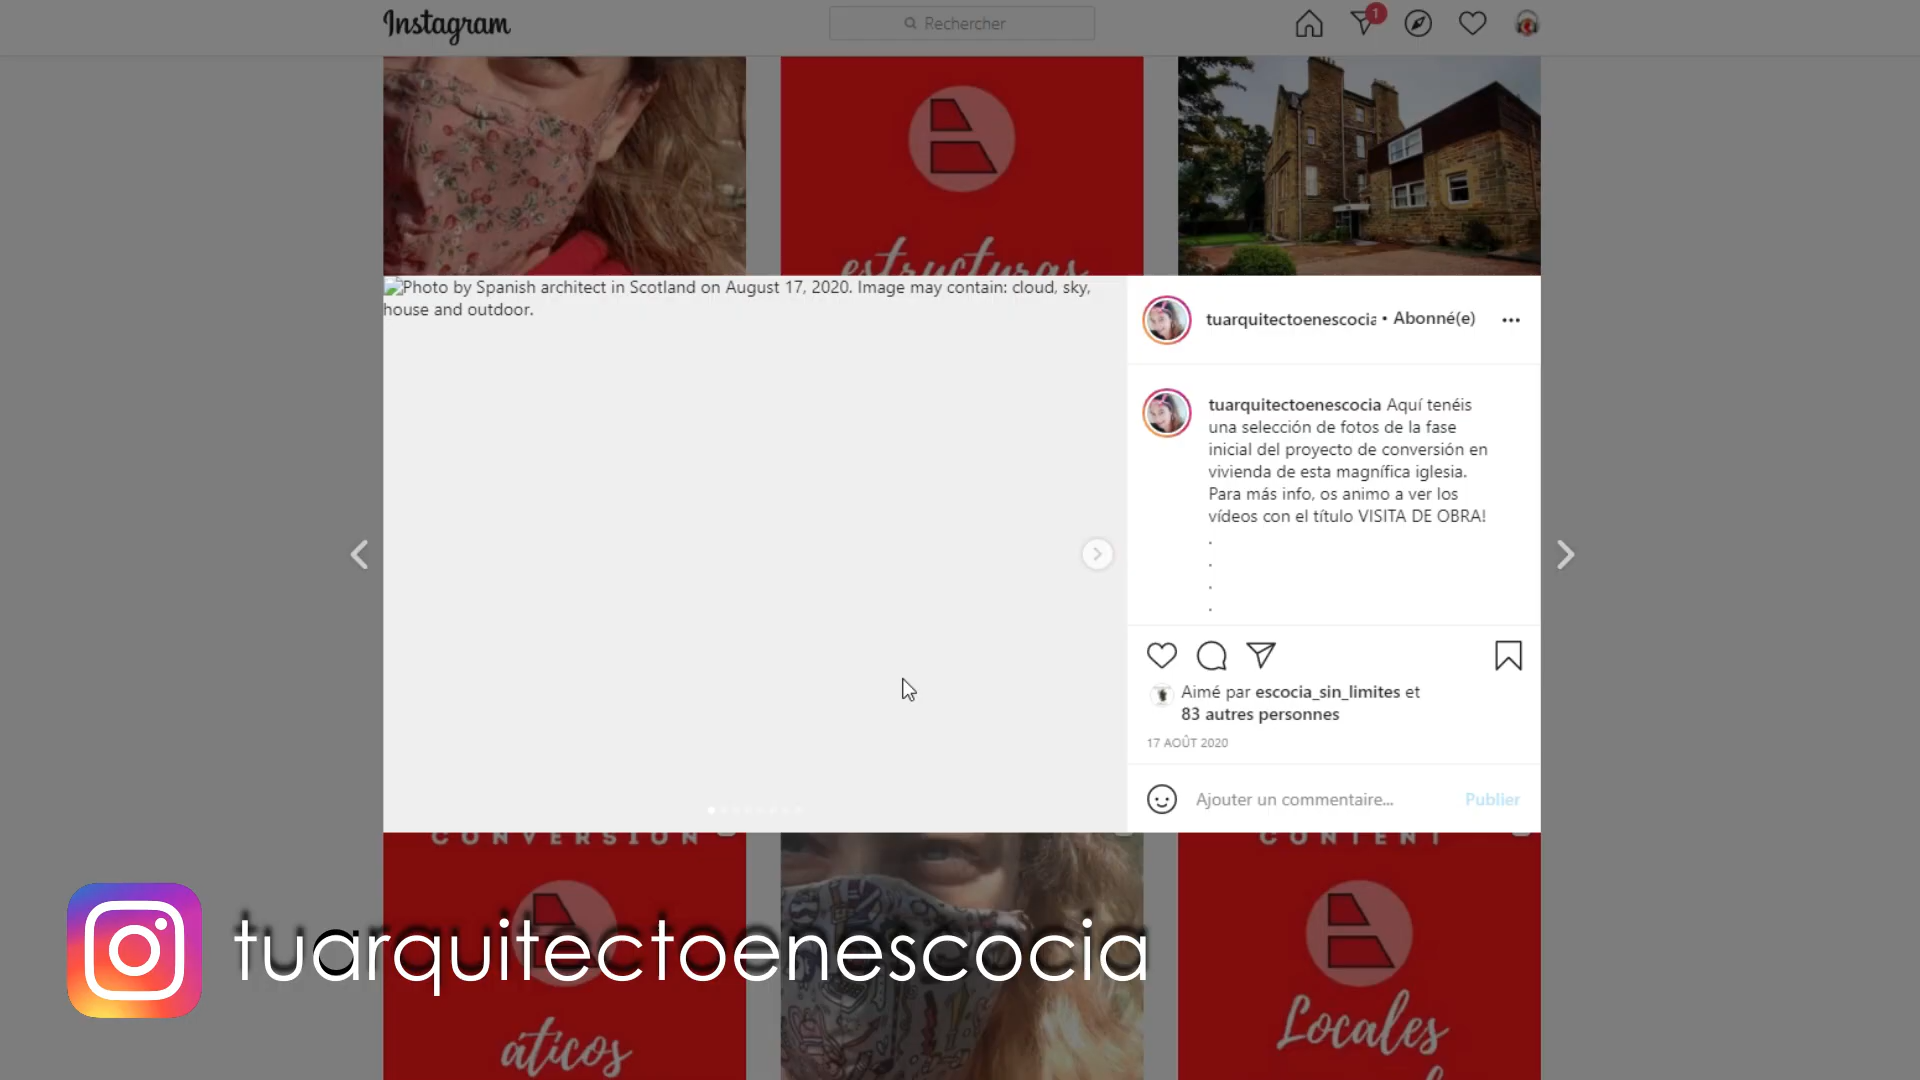 Instagram
Rechercher
1
estructuras
Photo by Spanish architect in Scotland on August 17, 2020. Image may contain: cloud, sky,
house and outdoor.
tuarquitectoenescocia • Abonné(e)
tuarquitectoenescocia Aquí tenéis
una selección de fotos de la fase
inicial del proyecto de conversión en
vivienda de esta magnífica iglesia.
Para más info, os animo a ver los
vídeos con el título VISITA DE OBRA!
.
.
.
.
Aimé par escocia_sin_limites et
83 autres personnes
17 AOÛT 2020
Ajouter un commentaire...
Publier
CONVERSION
CONTENT
tuarquitectoenescocia
áticos
Locales